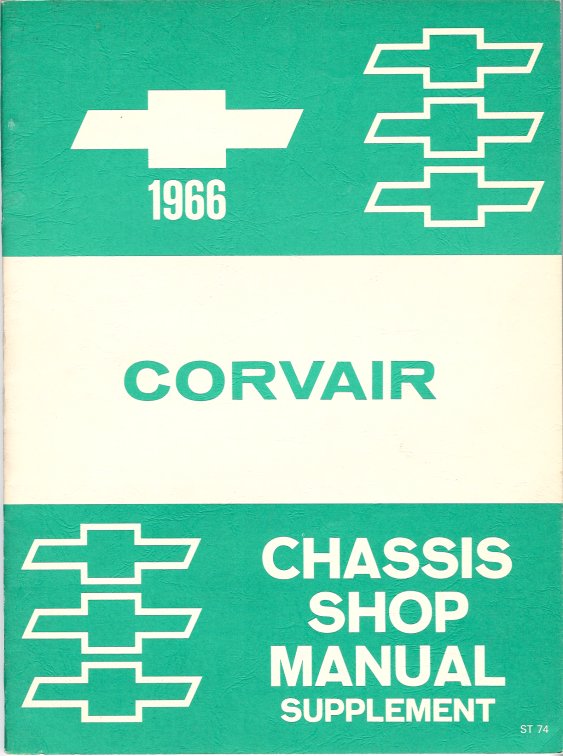 1966
CORVAIR
CHASSIS
SHOP
MANUAL
SUPPLEMENT
ST 74